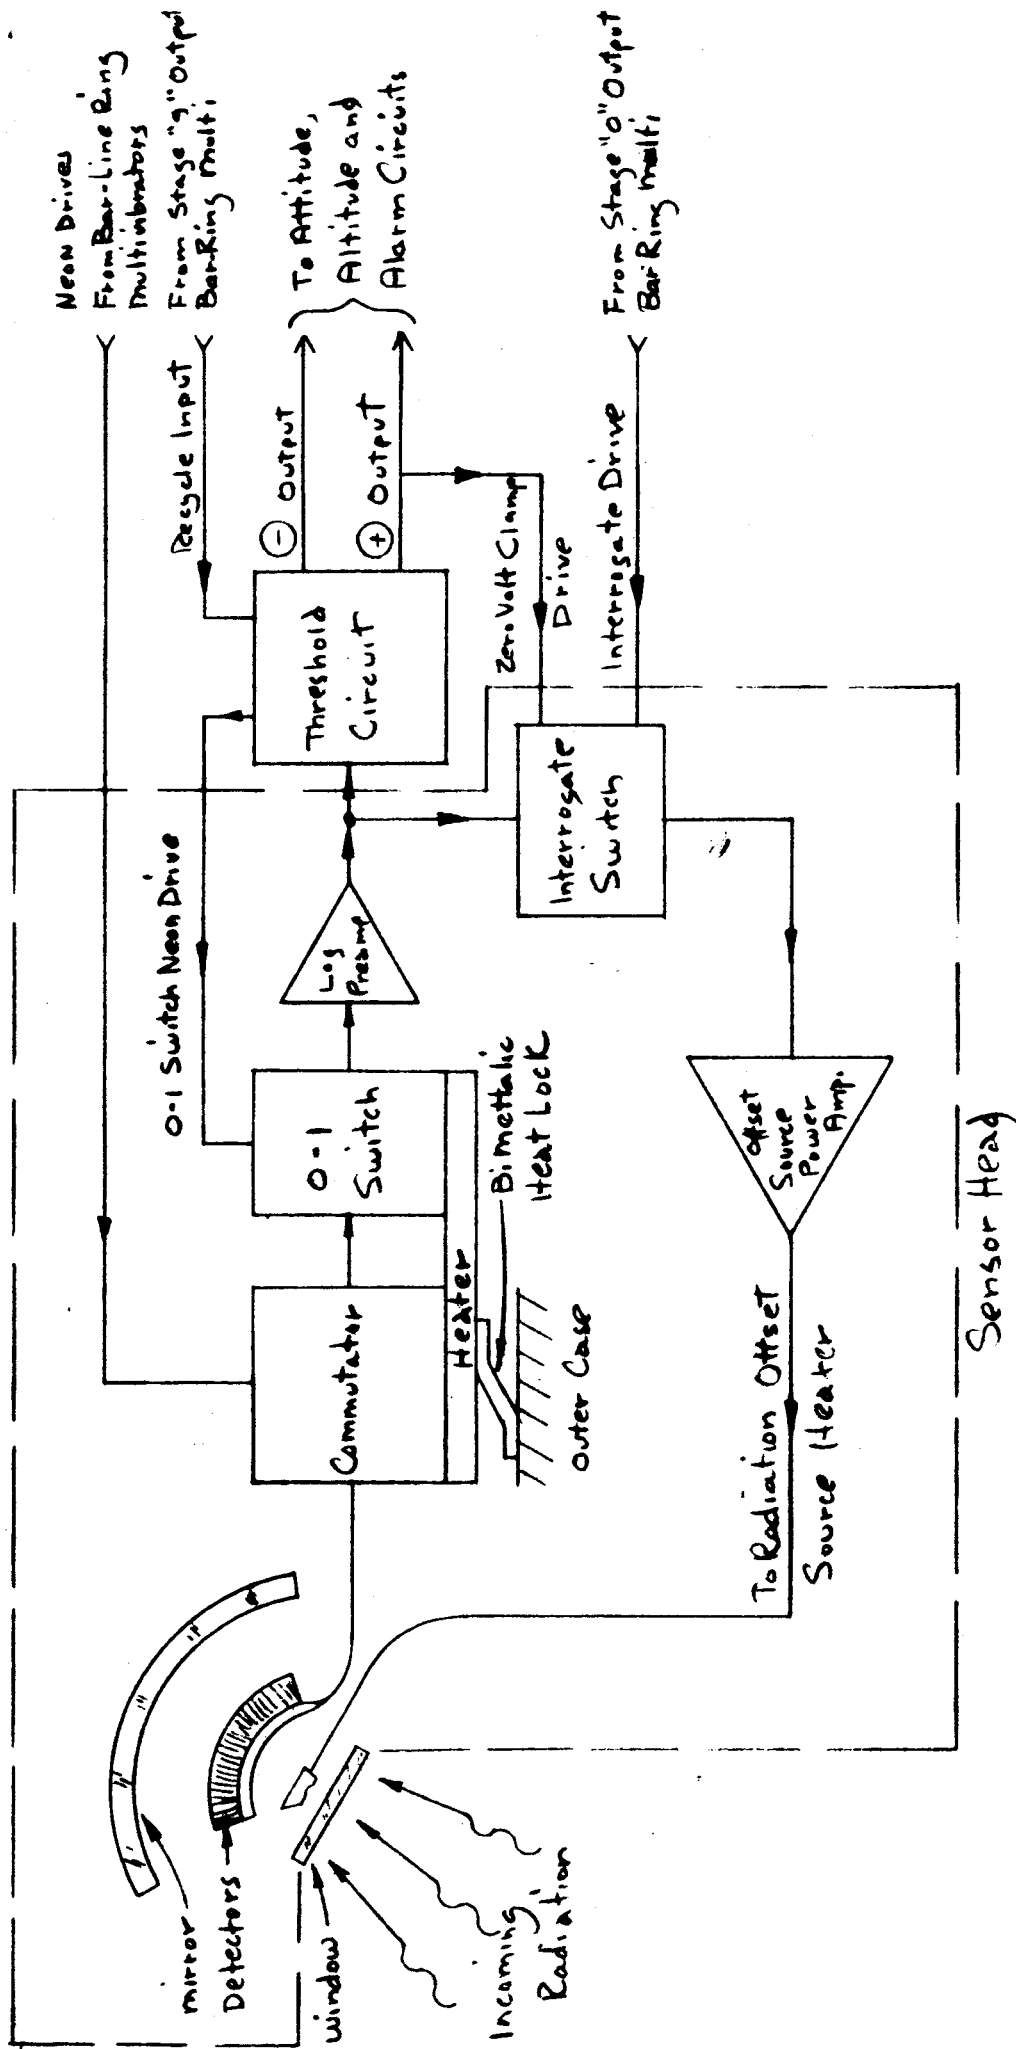 Neon Drives
From Bar-Line Ring
Multivibrators
From Stage "9" Output
Bar Ring Multi
Recycle Input
To Attitude,
Altitude and
Alarm Circuits
- Output
+ Output
Threshold
Circuit
Zero Volt Clamp
Drive
Interrogate Drive
From Stage "0" Output
Bar Ring Multi
Interrogate
Switch
0-1 Switch Neon Drive
Log
Preamp
0-1
Switch
Commutator
Heater
Bimettalic
Heat Lock
Outer Case
Offset
Source
Power
Amp.
To Radiation Offset
Source Heater
Sensor Head
mirror
Detectors
Window
Incoming
Radiation